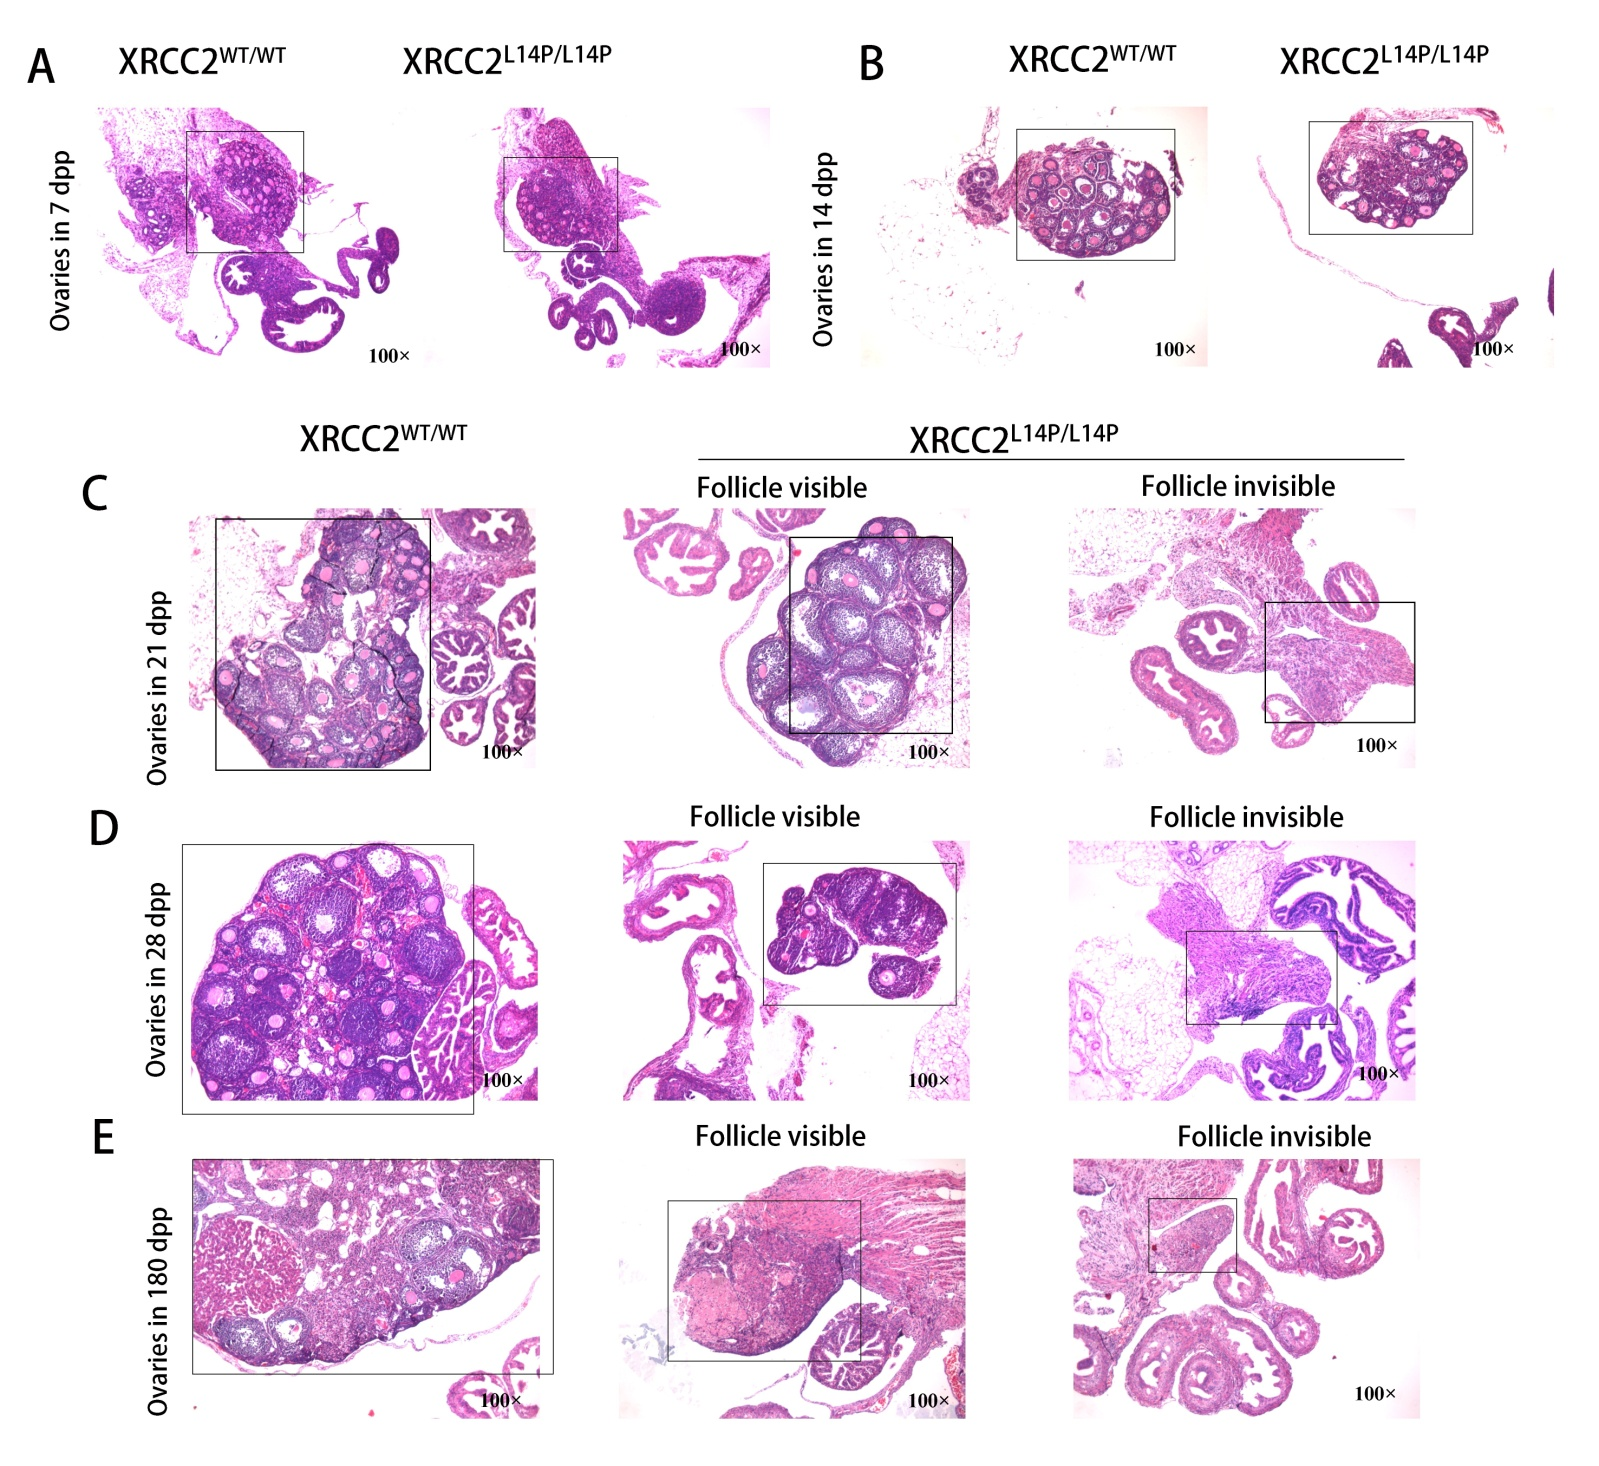 A
XRCC2WT/WT
XRCC2L14P/L14P
Ovaries in 7 dpp
100×
100×
B
XRCC2WT/WT
XRCC2L14P/L14P
Ovaries in 14 dpp
100×
100×
XRCC2WT/WT
XRCC2L14P/L14P
C
Follicle visible
Follicle invisible
Ovaries in 21 dpp
100×
100×
100×
D
Follicle visible
Follicle invisible
Ovaries in 28 dpp
100×
100×
100×
E
Follicle visible
Follicle invisible
Ovaries in 180 dpp
100×
100×
100×